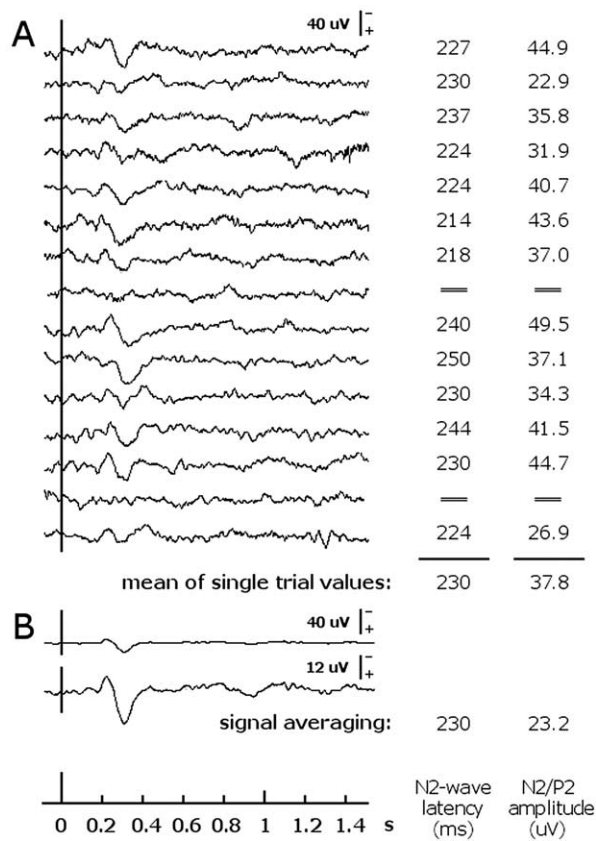 A
40 uV - +
227 44.9
230 22.9
237 35.8
224 31.9
224 40.7
214 43.6
218 37.0
= =
240 49.5
250 37.1
230 34.3
244 41.5
230 44.7
= =
224 26.9
mean of single trial values: 230 37.8
B
40 uV - +
12 uV - +
signal averaging: 230 23.2
N2-wave latency (ms)
N2/P2 amplitude (uV)
0 0.2 0.4 0.6 0.8 1 1.2 1.4 s